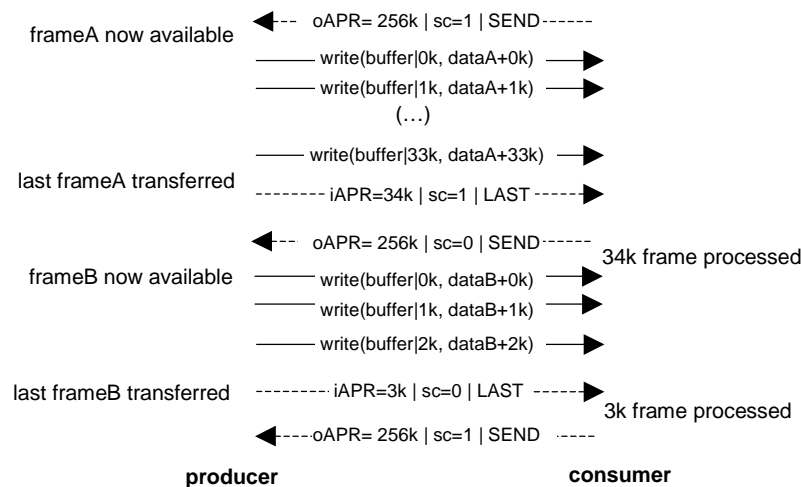 oAPR= 256k | sc=1 | SEND
frameA now available
write(buffer|0k, dataA+0k)
write(buffer|1k, dataA+1k)
(...)
write(buffer|33k, dataA+33k)
last frameA transferred
iAPR=34k | sc=1 | LAST
oAPR= 256k | sc=0 | SEND
34k frame processed
frameB now available
write(buffer|0k, dataB+0k)
write(buffer|1k, dataB+1k)
write(buffer|2k, dataB+2k)
last frameB transferred
iAPR=3k | sc=0 | LAST
3k frame processed
oAPR= 256k | sc=1 | SEND
producer
consumer